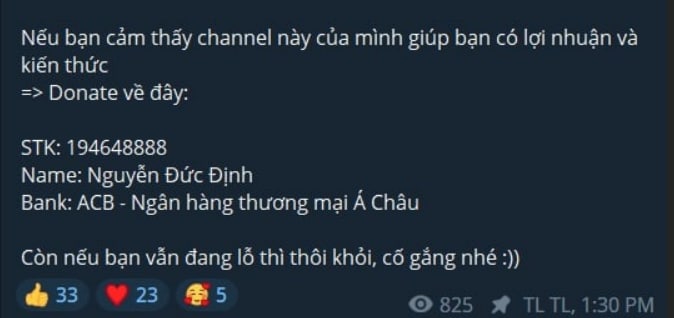 Nếu bạn cảm thấy channel này của mình giúp bạn có lợi nhuận và
kiến thức
=> Donate về đây:
STK: 194648888
Name: Nguyễn Đức Định
Bank: ACB - Ngân hàng thương mại Á Châu
Còn nếu bạn vẫn đang lỗ thì thôi khỏi, cố gắng nhé :))
👍 33 ❤️ 23 🥰 5
825 TL TL, 1:30 PM